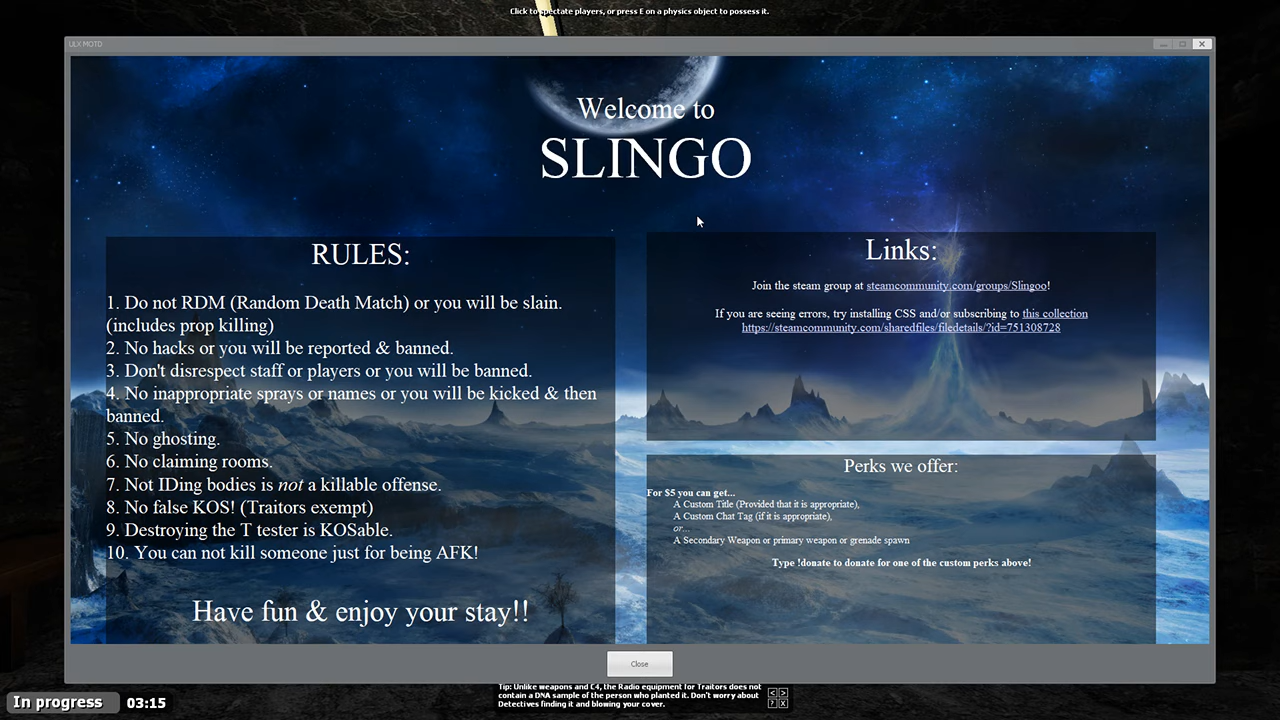 Click to spectate players, or press E on a physics object to possess it.
ULX MOTD
Welcome to
SLINGO
RULES:
1. Do not RDM (Random Death Match) or you will be slain.
(includes prop killing)
2. No hacks or you will be reported & banned.
3. Don't disrespect staff or players or you will be banned.
4. No inappropriate sprays or names or you will be kicked & then
banned.
5. No ghosting.
6. No claiming rooms.
7. Not IDing bodies is not a killable offense.
8. No false KOS! (Traitors exempt)
9. Destroying the T tester is KOSable.
10. You can not kill someone just for being AFK!
Have fun & enjoy your stay!!
Links:
Join the steam group at steamcommunity.com/groups/Slingoo!
If you are seeing errors, try installing CSS and/or subscribing to this collection
https://steamcommunity.com/sharedfiles/filedetails/?id=751308728
Perks we offer:
For $5 you can get...
A Custom Title (Provided that it is appropriate),
A Custom Chat Tag (if it is appropriate),
or...
A Secondary Weapon or primary weapon or grenade spawn
Type !donate to donate for one of the custom perks above!
Close
In progress 03:15
Tip: Unlike weapons and C4, the Radio equipment for Traitors does not
contain a DNA sample of the person who planted it. Don't worry about
Detectives finding it and blowing your cover.
< >
? X